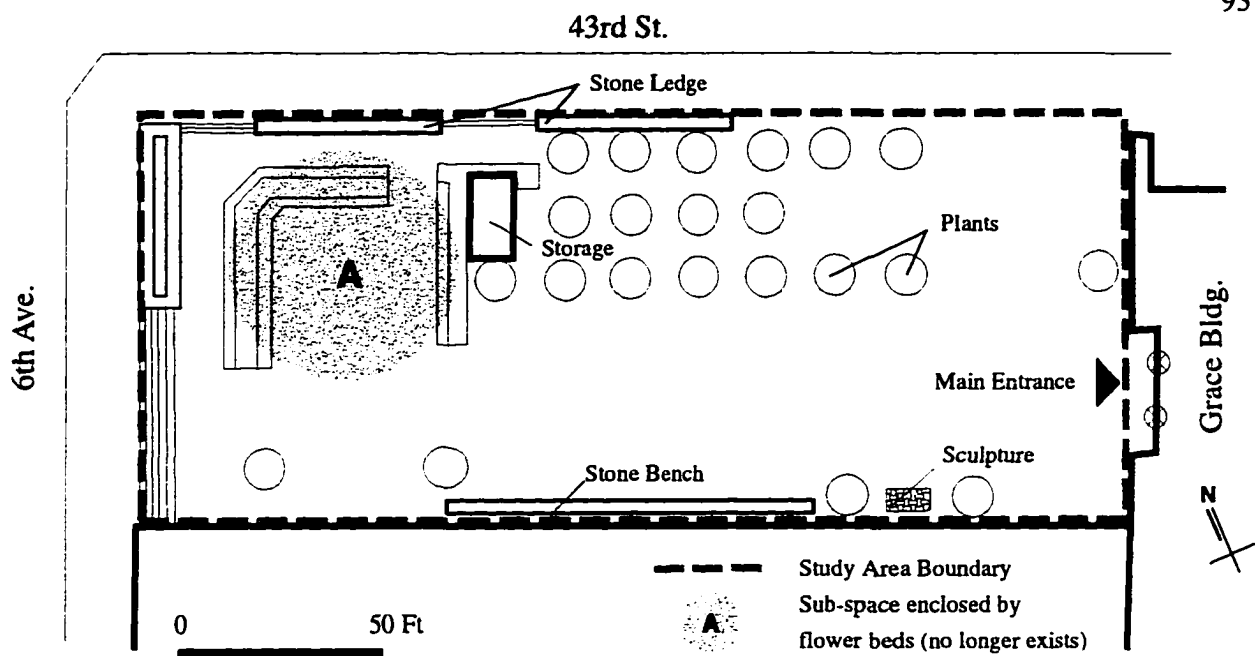 93
43rd St.
Stone Ledge
Plants
Storage
A
6th Ave.
Main Entrance
Grace Bldg.
Sculpture
Stone Bench
N
Study Area Boundary
0 50 Ft
A
Sub-space enclosed by
flower beds (no longer exists)